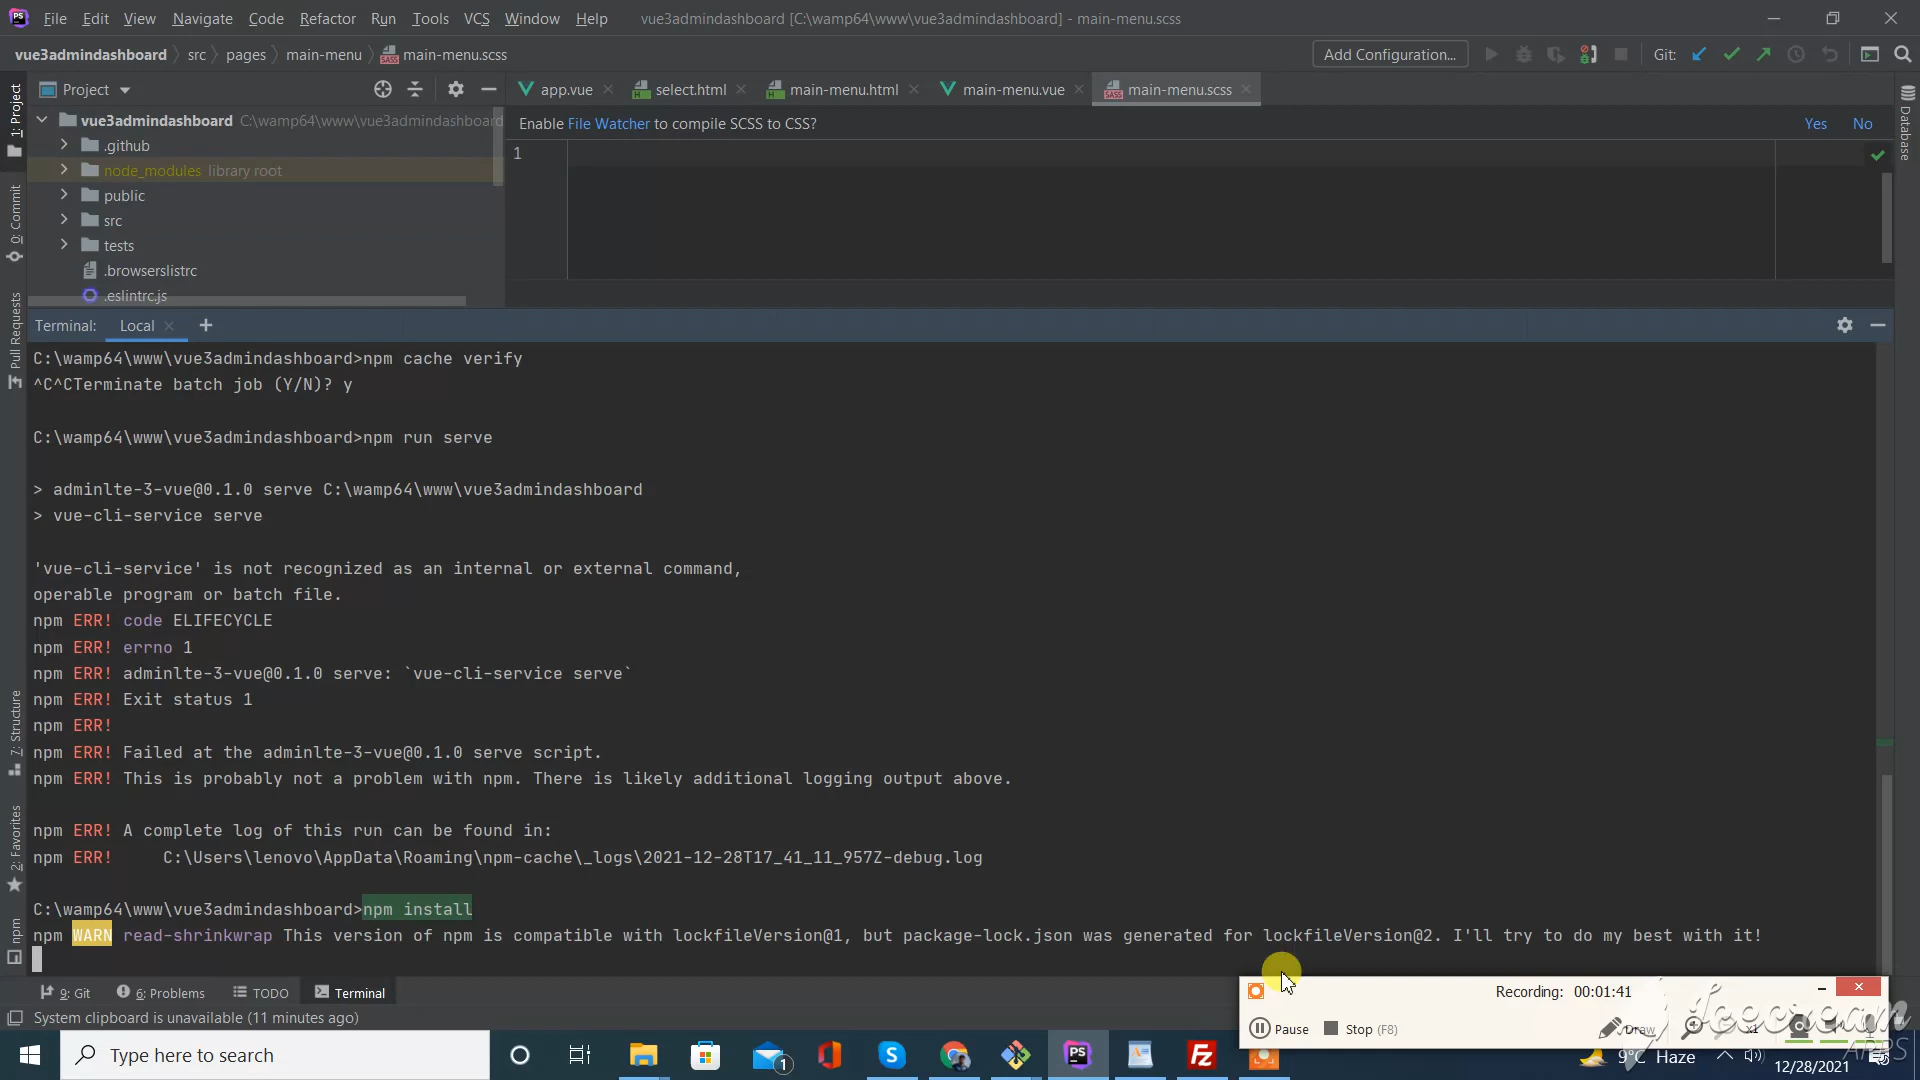 PS File Edit View Navigate Code Refactor Run Tools VCS Window Help vue3admindashboard [C:\wamp64\www\vue3admindashboard] - main-menu.scss
vue3admindashboard src pages main-menu main-menu.scss Add Configuration... Git:
Project app.vue select.html main-menu.html main-menu.vue main-menu.scss
vue3admindashboard C:\wamp64\www\vue3admindashboard
Enable File Watcher to compile SCSS to CSS? Yes No
.github
1
node_modules library root
public
src
tests
.browserslistrc
.eslintrc.js
1: Project
0: Commit
Pull Requests
7: Structure
2: Favorites
npm
Database
Terminal: Local
C:\wamp64\www\vue3admindashboard>npm cache verify
^C^CTerminate batch job (Y/N)? y
C:\wamp64\www\vue3admindashboard>npm run serve
> adminlte-3-vue@0.1.0 serve C:\wamp64\www\vue3admindashboard
> vue-cli-service serve
'vue-cli-service' is not recognized as an internal or external command,
operable program or batch file.
npm ERR! code ELIFECYCLE
npm ERR! errno 1
npm ERR! adminlte-3-vue@0.1.0 serve: `vue-cli-service serve`
npm ERR! Exit status 1
npm ERR!
npm ERR! Failed at the adminlte-3-vue@0.1.0 serve script.
npm ERR! This is probably not a problem with npm. There is likely additional logging output above.
npm ERR! A complete log of this run can be found in:
npm ERR!     C:\Users\lenovo\AppData\Roaming\npm-cache\_logs\2021-12-28T17_41_11_957Z-debug.log
C:\wamp64\www\vue3admindashboard>npm install
npm WARN read-shrinkwrap This version of npm is compatible with lockfileVersion@1, but package-lock.json was generated for lockfileVersion@2. I'll try to do my best with it!
9: Git 6: Problems TODO Terminal
System clipboard is unavailable (11 minutes ago)
Recording: 00:01:41
Pause Stop (F8) Draw x1
Icecream
APPS
Type here to search
1
S
PS
Fz
9°C Haze
12/28/2021